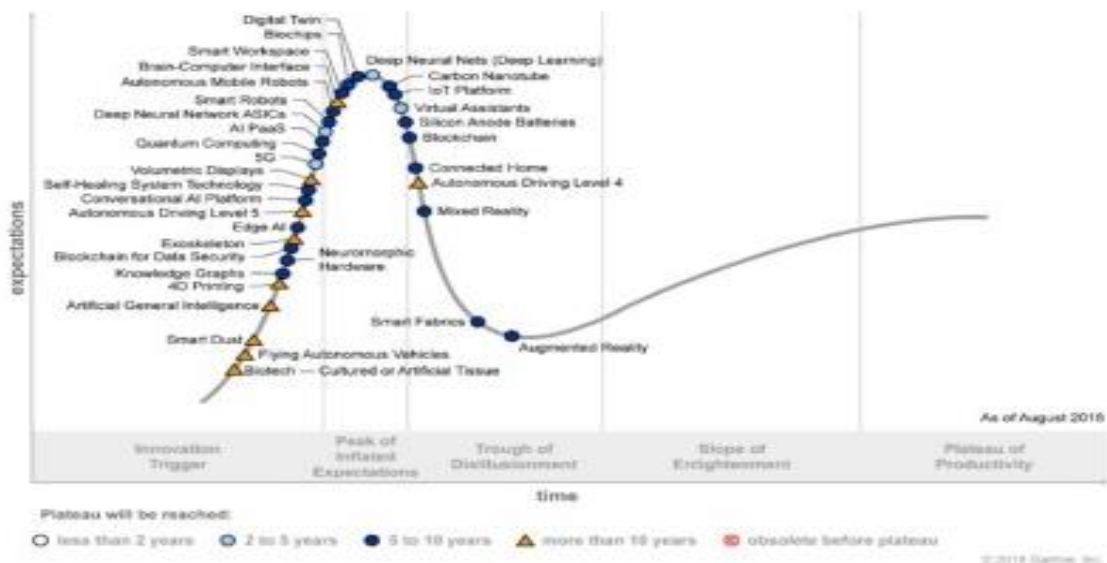 Digital Twin
Biochips
Smart Workspace
Brain-Computer Interface
Autonomous Mobile Robots
Smart Robots
Deep Neural Network ASICs
AI PaaS
Quantum Computing
5G
Volumetric Displays
Self-Healing System Technology
Conversational AI Platform
Autonomous Driving Level 5
Edge AI
Exoskeleton
Blockchain for Data Security
Neuromorphic
Hardware
Knowledge Graphs
4D Printing
Artificial General Intelligence
Smart Dust
Flying Autonomous Vehicles
Biotech — Cultured or Artificial Tissue
Deep Neural Nets (Deep Learning)
Carbon Nanotube
IoT Platform
Virtual Assistants
Silicon Anode Batteries
Blockchain
Connected Home
Autonomous Driving Level 4
Mixed Reality
Smart Fabrics
Augmented Reality
expectations
As of August 2018
Innovation
Trigger
Peak of
Inflated
Expectations
Trough of
Disillusionment
Slope of
Enlightenment
Plateau of
Productivity
time
Plateau will be reached:
less than 2 years
2 to 5 years
5 to 10 years
more than 10 years
obsolete before plateau
© 2018 Gartner, Inc.